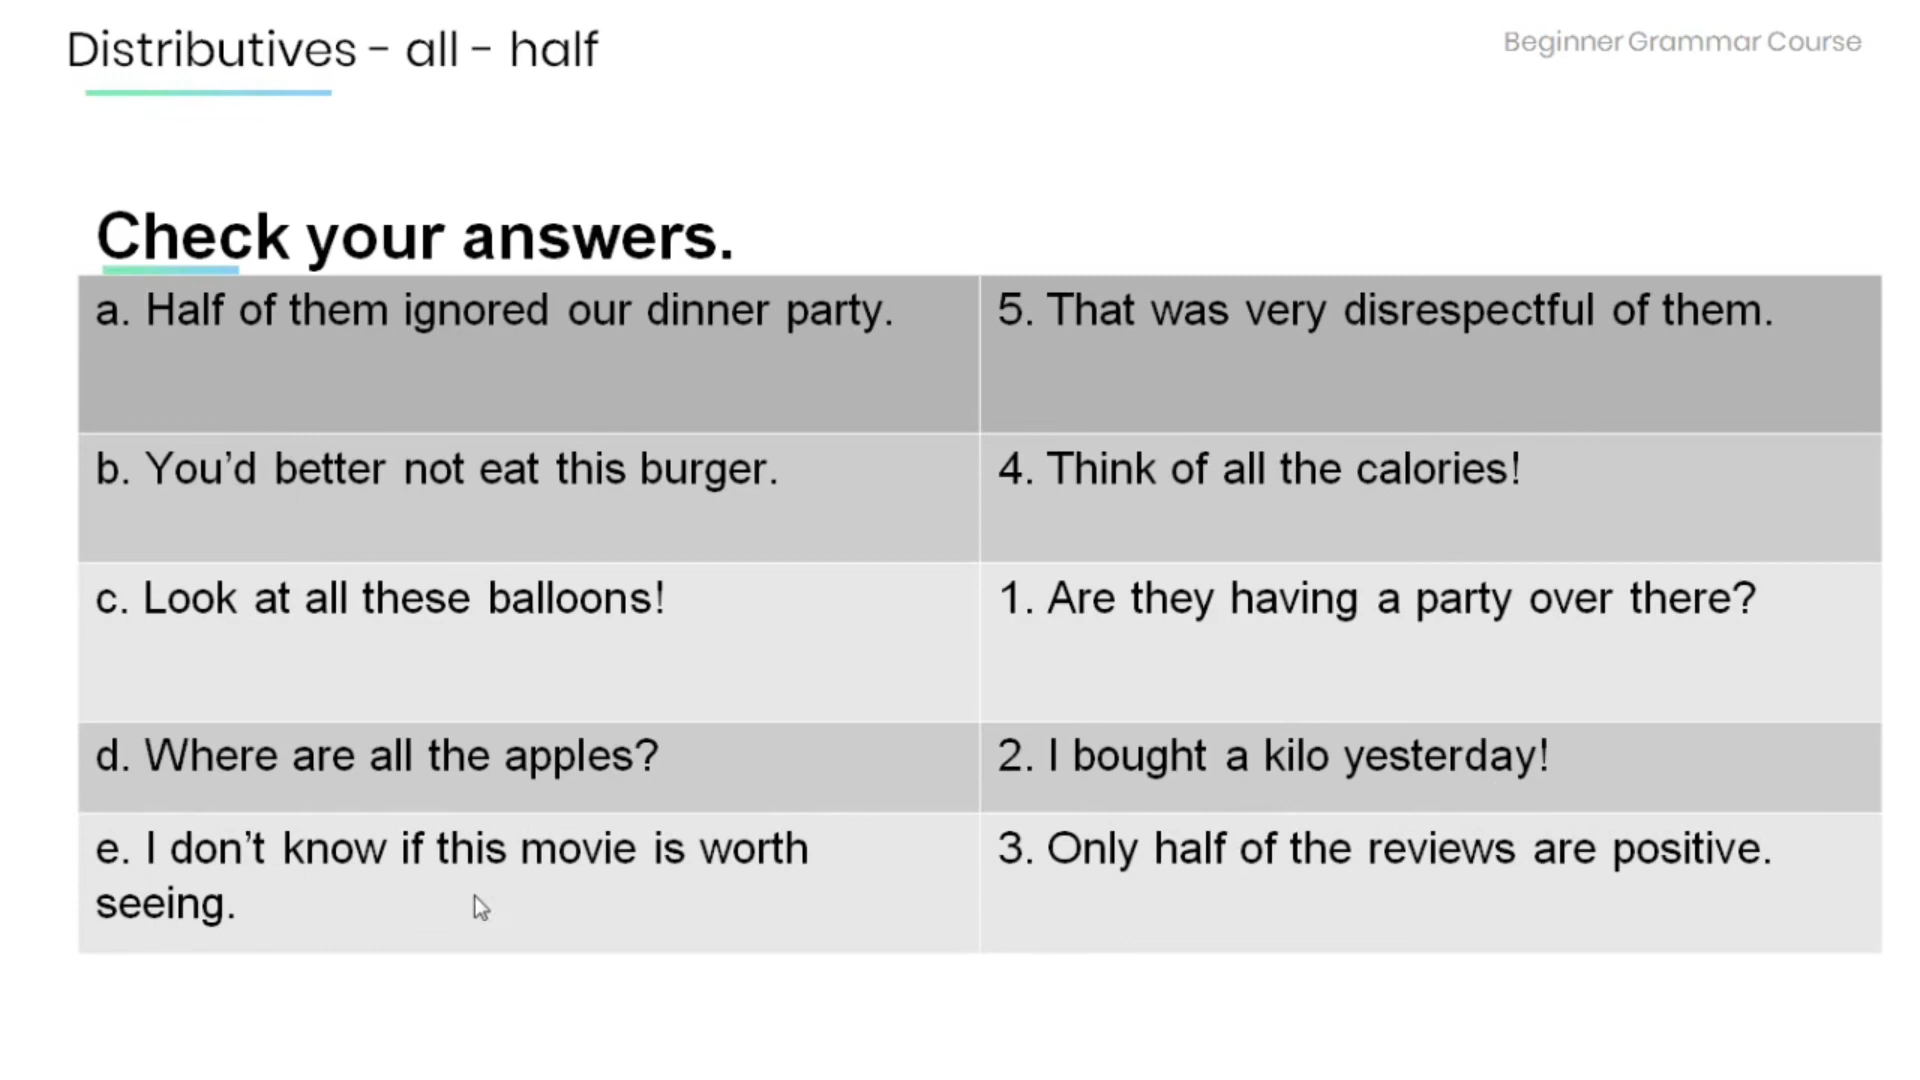 Distributives - all - half
Beginner Grammar Course
Check your answers.
a. Half of them ignored our dinner party.
5. That was very disrespectful of them.
b. You’d better not eat this burger.
4. Think of all the calories!
c. Look at all these balloons!
1. Are they having a party over there?
d. Where are all the apples?
2. I bought a kilo yesterday!
e. I don’t know if this movie is worth
seeing.
3. Only half of the reviews are positive.